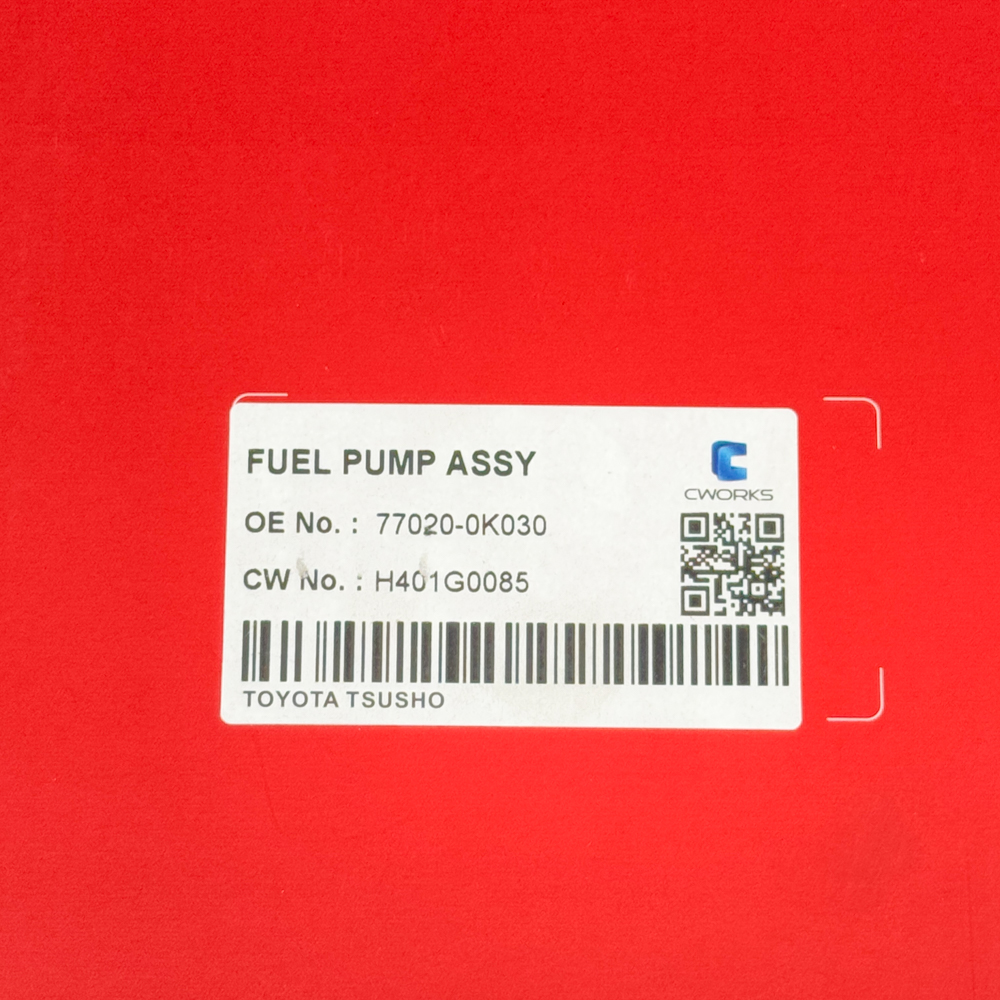 FUEL PUMP ASSY
CWORKS
OE No. : 77020-0K030
CW No. : H401G0085
TOYOTA TSUSHO